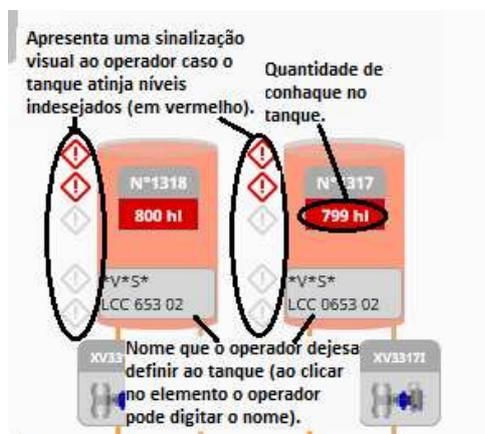 Apresenta uma sinalização
visual ao operador caso o
tanque atinja níveis
indesejados (em vermelho).
Quantidade de
conhaque no
tanque.
N°1318
800 hl
N°1317
799 hl
*V*S*
LCC 653 02
*V*S*
LCC 0653 02
XV331
Nome que o operador dejesa
definir ao tanque (ao clicar
no elemento o operador
pode digitar o nome).
XV3317I